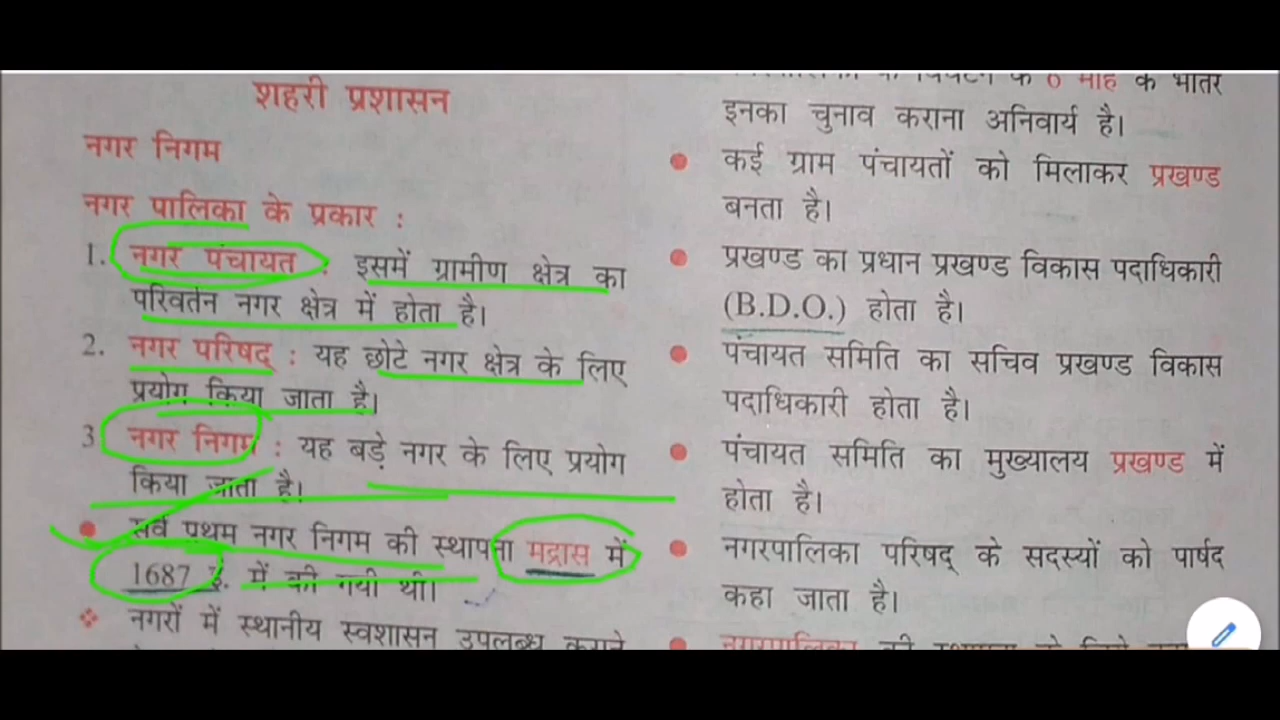 शहरी प्रशासन
नगर निगम
नगर पालिका के प्रकार :
1. नगर पंचायत : इसमें ग्रामीण क्षेत्र का
परिवर्तन नगर क्षेत्र में होता है।
2. नगर परिषद् : यह छोटे नगर क्षेत्र के लिए
प्रयोग किया जाता है।
3 नगर निगम : यह बड़े नगर के लिए प्रयोग
किया जाता है।
सर्व प्रथम नगर निगम की स्थापना मद्रास में
1687 ई. में की गयी थी।
नगरों में स्थानीय स्वशासन उपलब्ध कराने
के 6 माह के भीतर
इनका चुनाव कराना अनिवार्य है।
कई ग्राम पंचायतों को मिलाकर प्रखण्ड
बनता है।
प्रखण्ड का प्रधान प्रखण्ड विकास पदाधिकारी
(B.D.O.) होता है।
पंचायत समिति का सचिव प्रखण्ड विकास
पदाधिकारी होता है।
पंचायत समिति का मुख्यालय प्रखण्ड में
होता है।
नगरपालिका परिषद् के सदस्यों को पार्षद
कहा जाता है।
नगरपालिका की